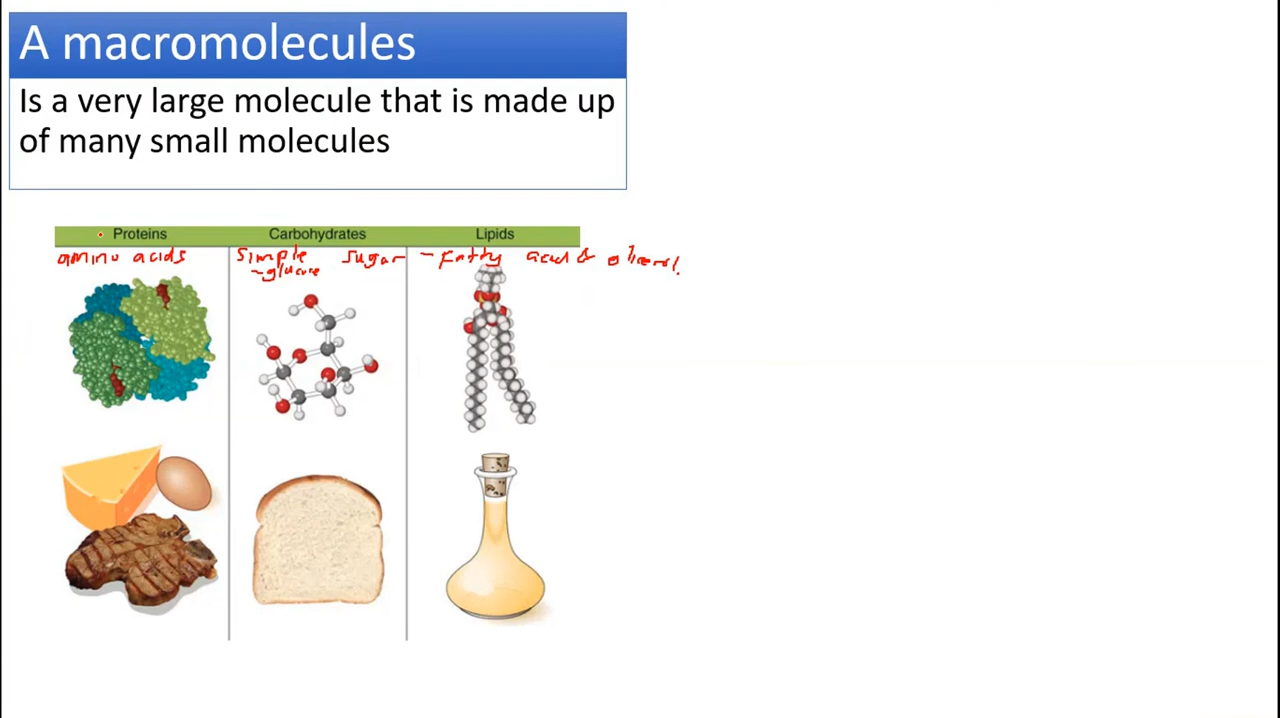 A macromolecules
Is a very large molecule that is made up
of many small molecules
Proteins Carbohydrates Lipids
amino acids simple sugar - Fatty acid &
- glucose